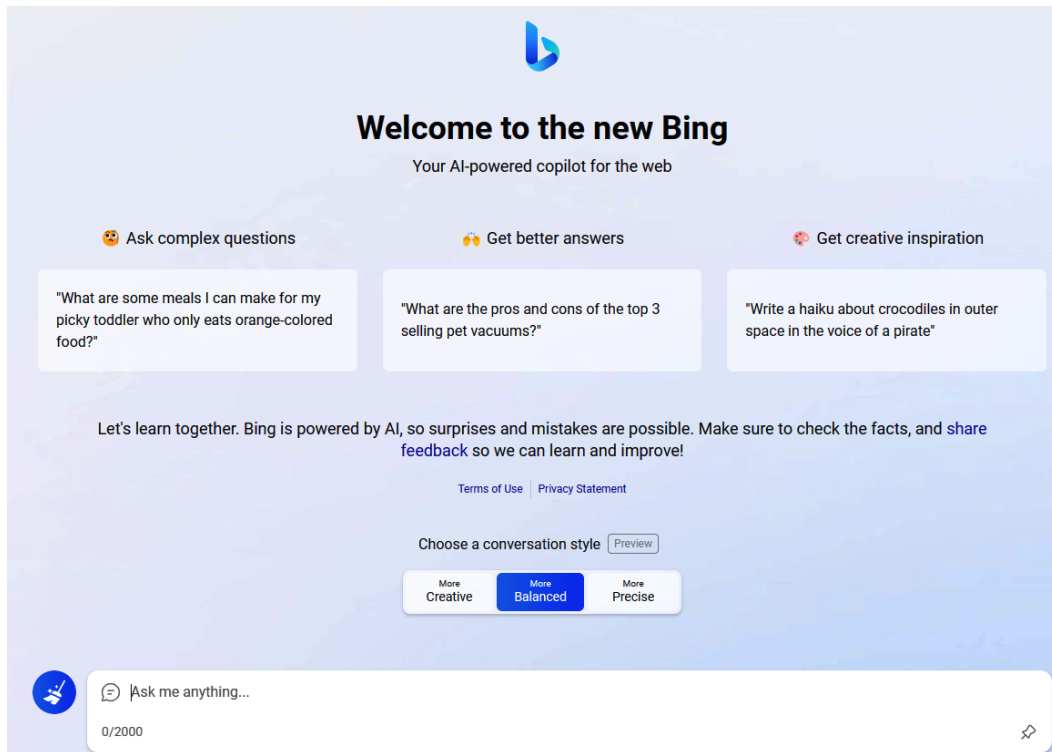 Welcome to the new Bing
Your AI-powered copilot for the web
Ask complex questions
Get better answers
Get creative inspiration
"What are some meals I can make for my
picky toddler who only eats orange-colored
food?"
"What are the pros and cons of the top 3
selling pet vacuums?"
"Write a haiku about crocodiles in outer
space in the voice of a pirate"
Let's learn together. Bing is powered by AI, so surprises and mistakes are possible. Make sure to check the facts, and share
feedback so we can learn and improve!
Terms of Use | Privacy Statement
Choose a conversation style Preview
More
Creative
More
Balanced
More
Precise
Ask me anything...
0/2000